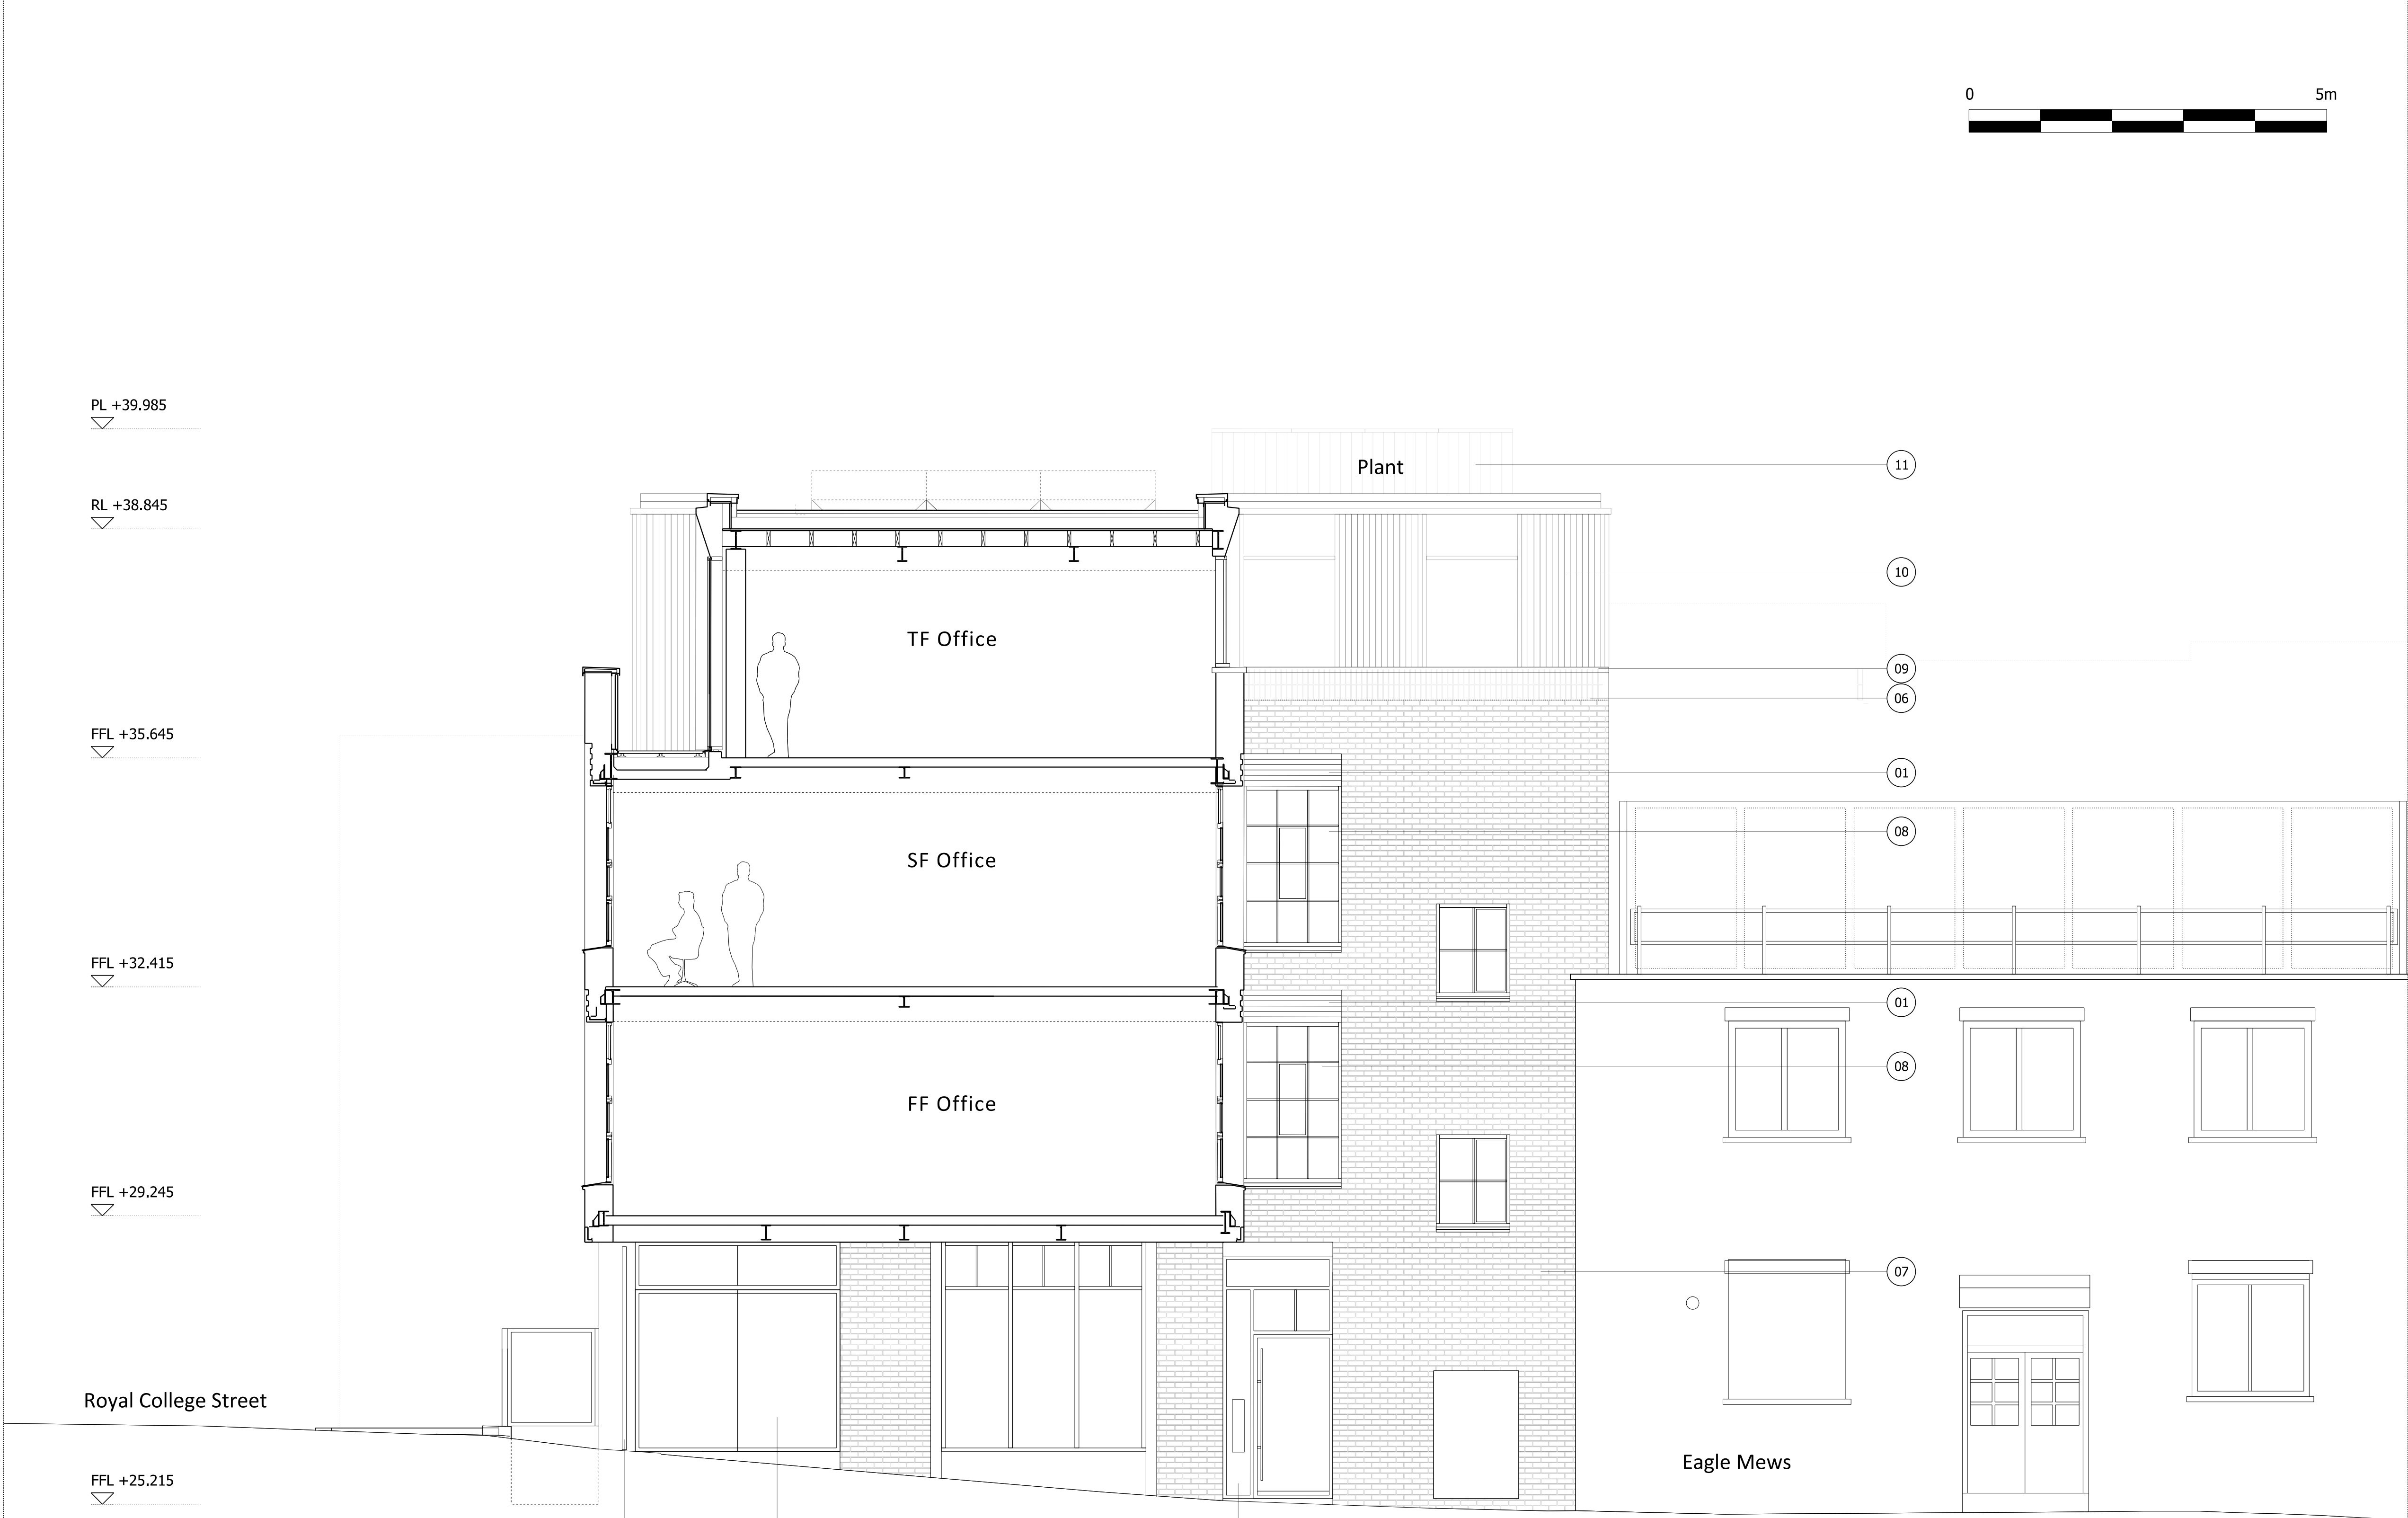 0 5m
PL +39.985
Plant
11
RL +38.845
10
TF Office
09
06
FFL +35.645
01
08
SF Office
FFL +32.415
01
08
FF Office
FFL +29.245
07
Royal College Street
Eagle Mews
FFL +25.215